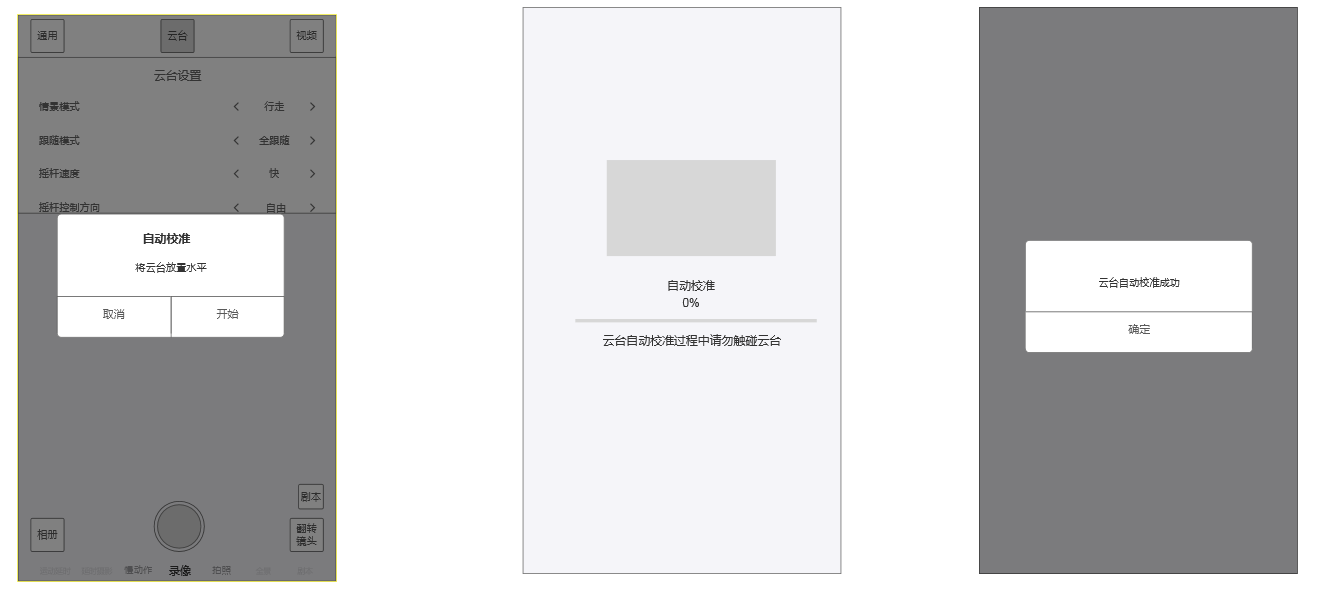 通用
云台
视频
云台设置
情景模式
行走
跟随模式
全跟随
摇杆速度
快
摇杆控制方向
自由
自动校准
将云台放置水平
取消
开始
剧本
相册
翻转
镜头
慢动作
录像
拍照
自动校准
0%
云台自动校准过程中请勿触碰云台
云台自动校准成功
确定